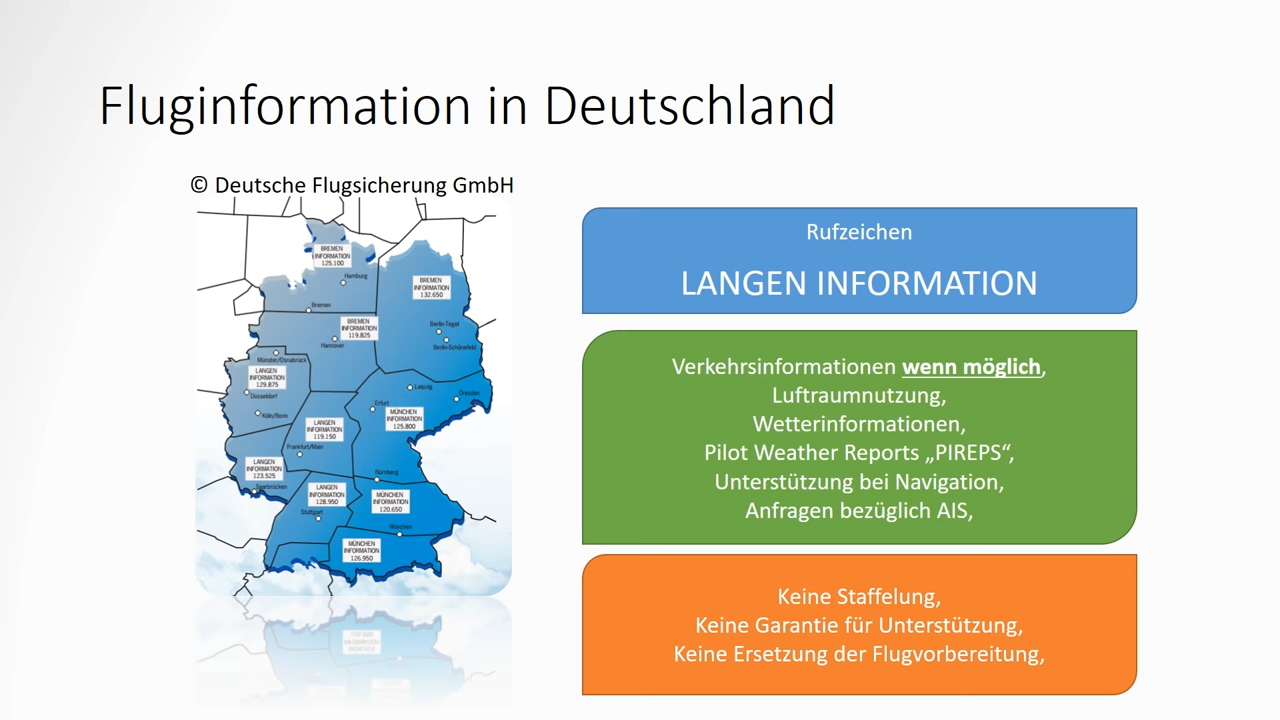 Fluginformation in Deutschland
© Deutsche Flugsicherung GmbH
BREMEN
INFORMATION
125.100
Hamburg
BREMEN
INFORMATION
132.650
Bremen
BREMEN
INFORMATION
119.825
Hannover
Berlin-Tegel
Berlin-Schönefeld
Münster/Osnabrück
LANGEN
INFORMATION
129.875
Düsseldorf
Köln/Bonn
Leipzig
Dresden
Erfurt
MÜNCHEN
INFORMATION
125.800
LANGEN
INFORMATION
119.150
Frankfurt/Main
LANGEN
INFORMATION
123.525
Saarbrücken
Nürnberg
LANGEN
INFORMATION
128.950
Stuttgart
MÜNCHEN
INFORMATION
120.650
München
MÜNCHEN
INFORMATION
126.950
Rufzeichen
LANGEN INFORMATION
Verkehrsinformationen wenn möglich,
Luftraumnutzung,
Wetterinformationen,
Pilot Weather Reports „PIREPS“,
Unterstützung bei Navigation,
Anfragen bezüglich AIS,
Keine Staffelung,
Keine Garantie für Unterstützung,
Keine Ersetzung der Flugvorbereitung,